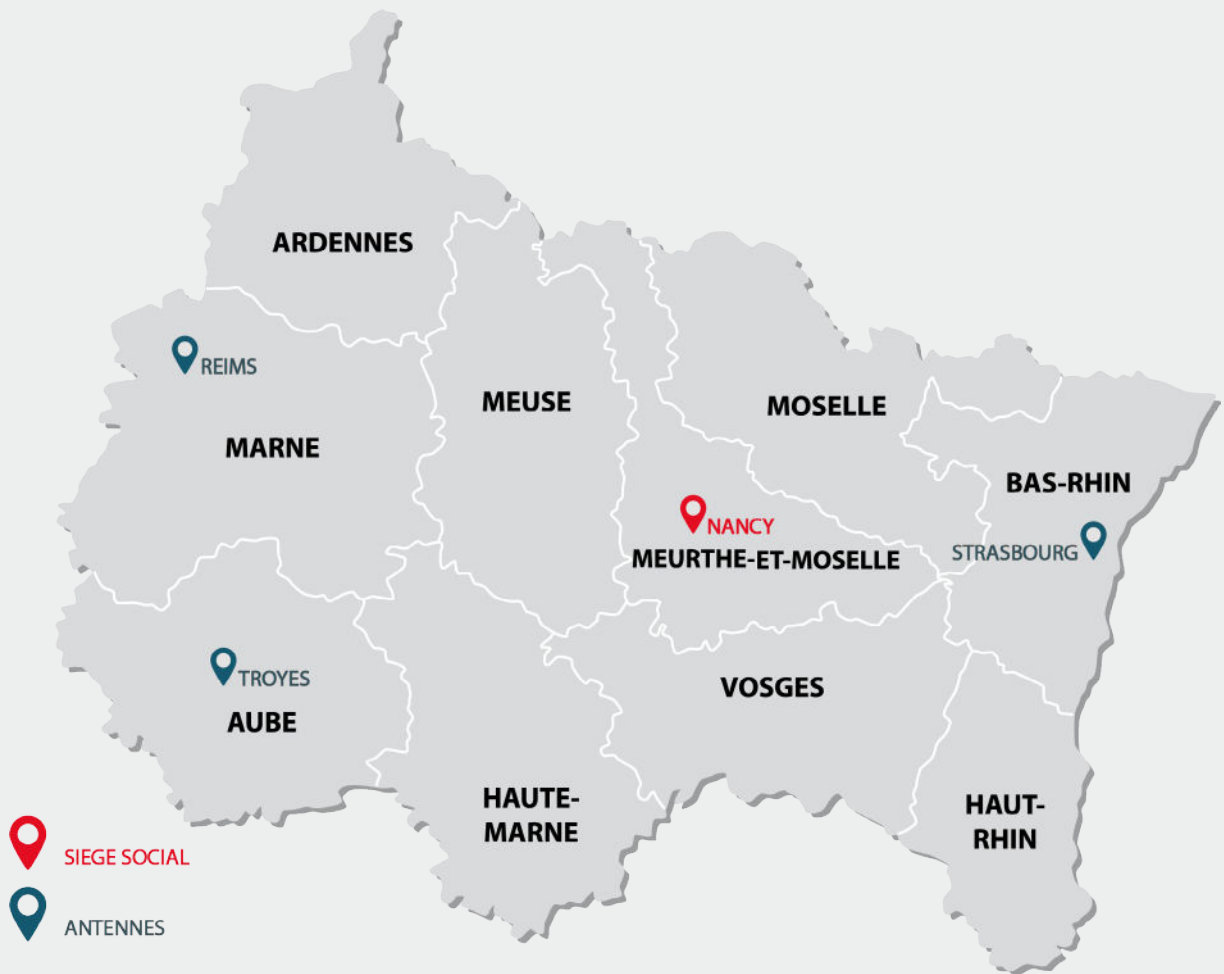 ARDENNES
REIMS
MEUSE
MOSELLE
MARNE
BAS-RHIN
NANCY
STRASBOURG
MEURTHE-ET-MOSELLE
TROYES
VOSGES
AUBE
HAUTE-
MARNE
HAUT-
RHIN
SIEGE SOCIAL
ANTENNES